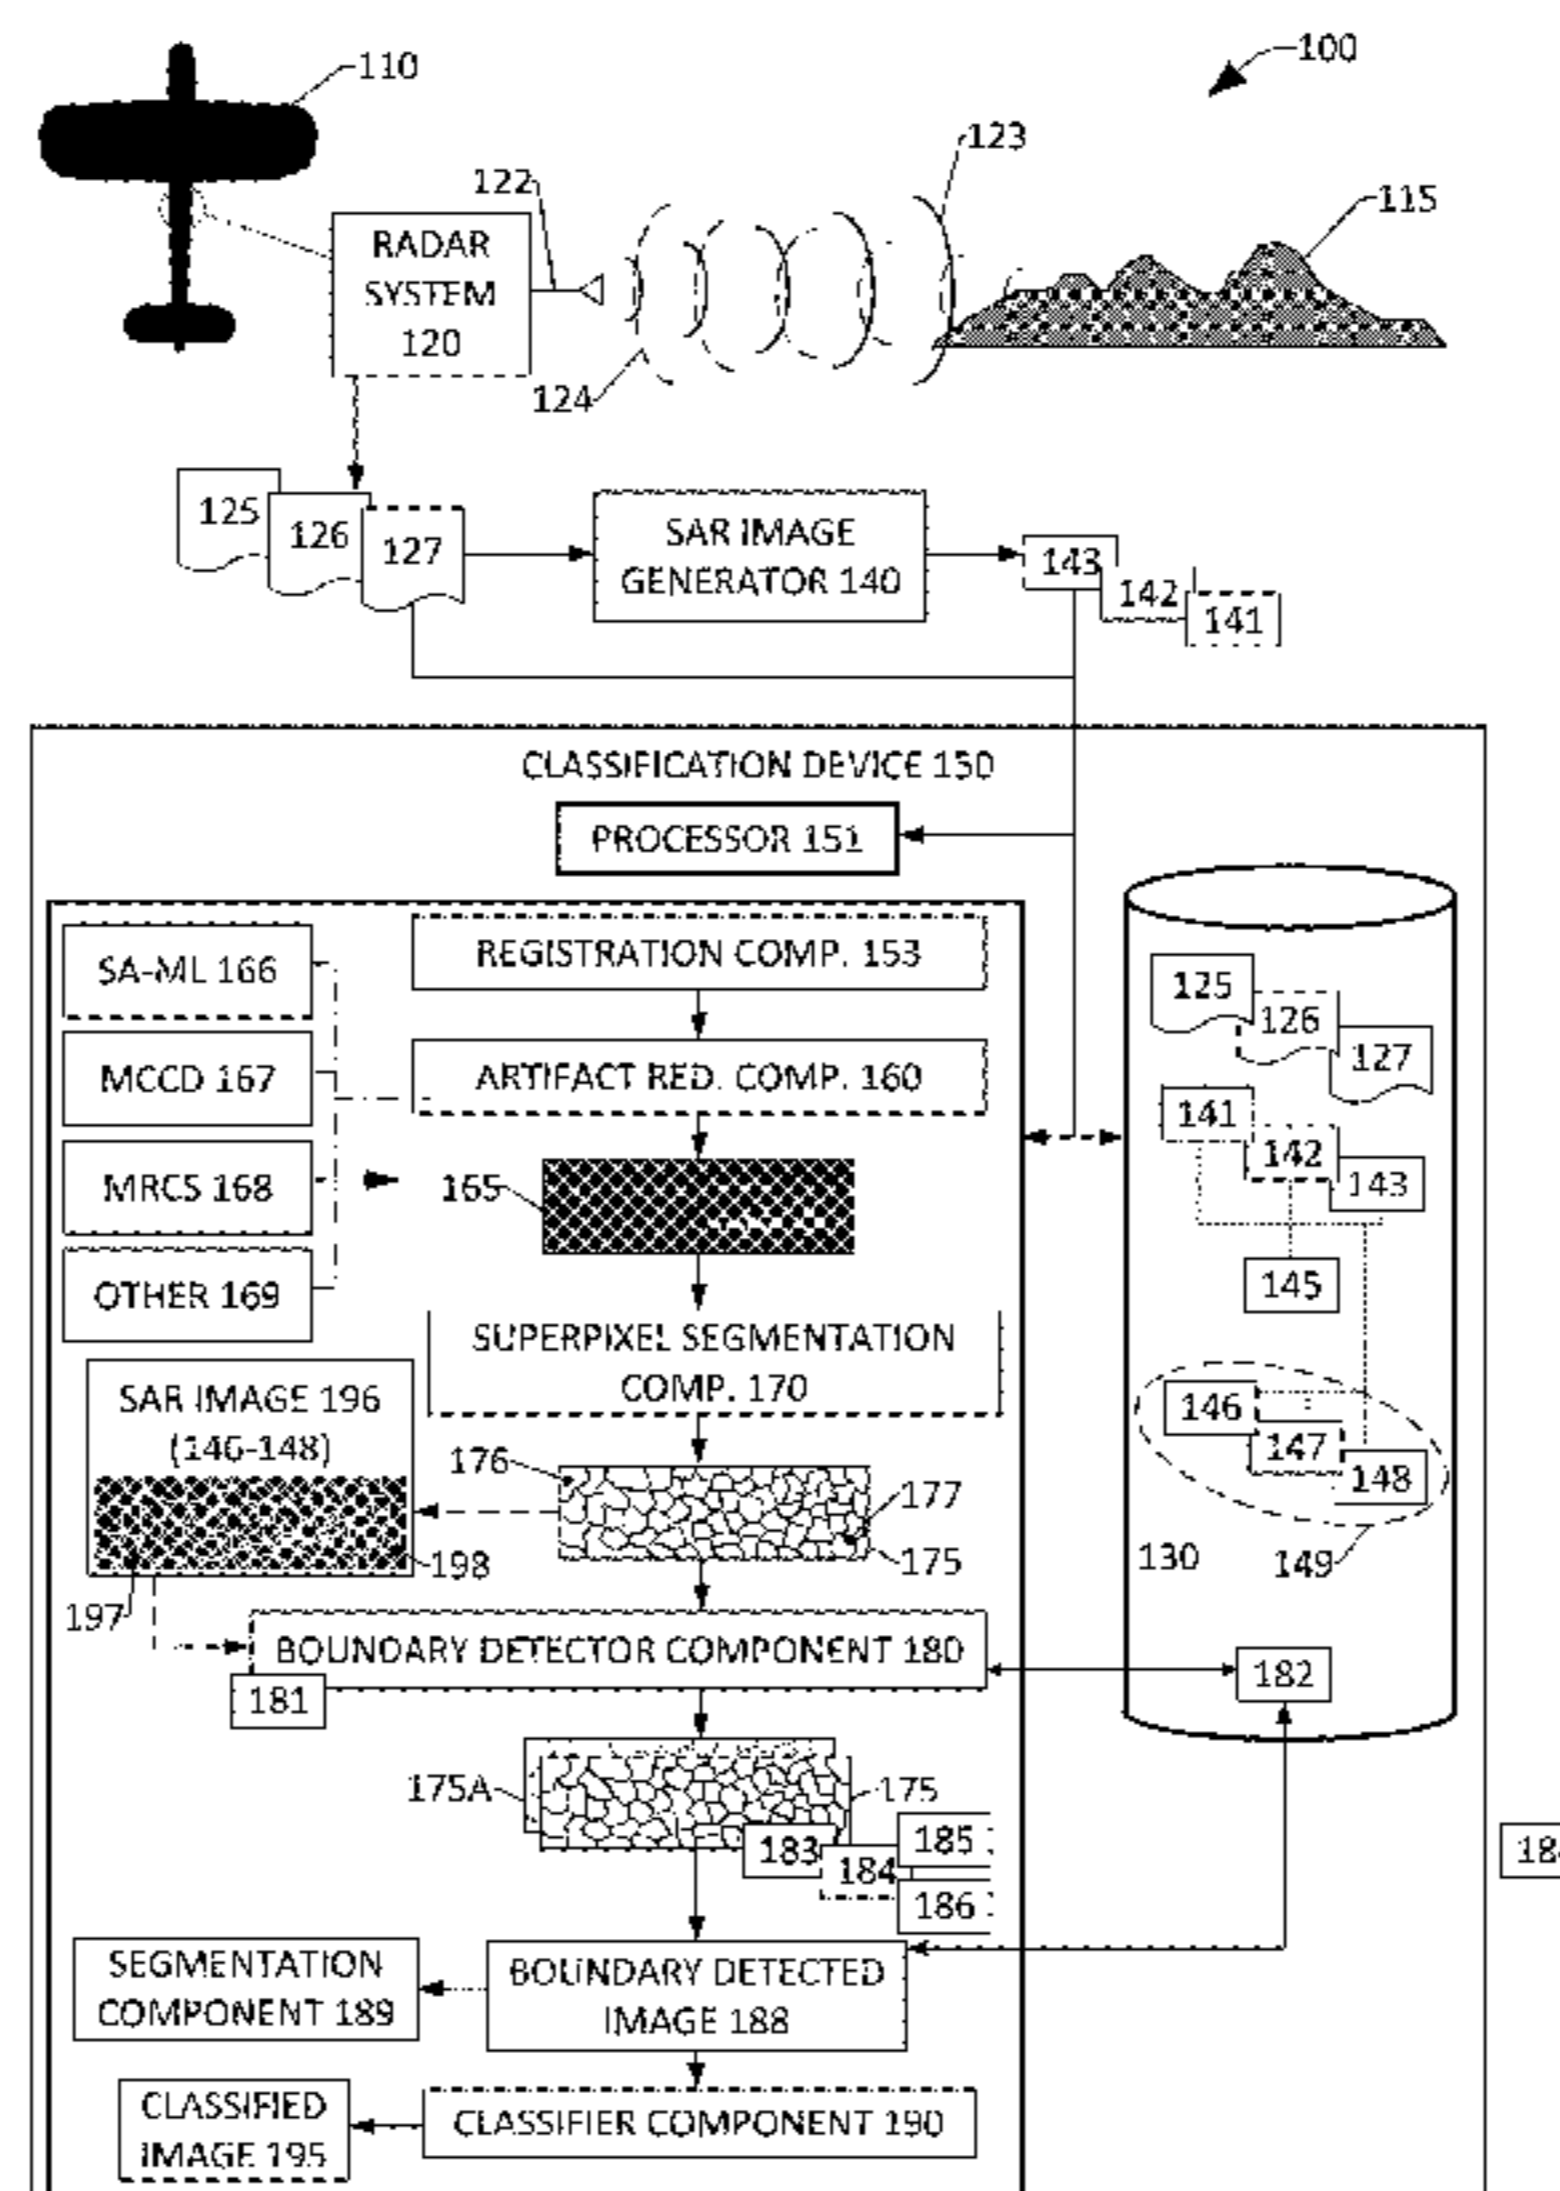 100
110
123
122
115
RADAR
SYSTEM
120
124
125
126
127
SAR IMAGE
GENERATOR 140
143
142
141
CLASSIFICATION DEVICE 150
PROCESSOR 151
SA-ML 166
REGISTRATION COMP. 153
MCCD 167
ARTIFACT RED. COMP. 160
MRCS 168
165
OTHER 169
SUPERPIXEL SEGMENTATION
COMP. 170
125
126
127
141
142
143
145
146
147
148
149
130
SAR IMAGE 196
(146-148)
176
177
175
198
197
BOUNDARY DETECTOR COMPONENT 180
181
182
175A
175
183
184
185
186
SEGMENTATION
COMPONENT 189
BOUNDARY DETECTED
IMAGE 188
CLASSIFIED
IMAGE 195
CLASSIFIER COMPONENT 190